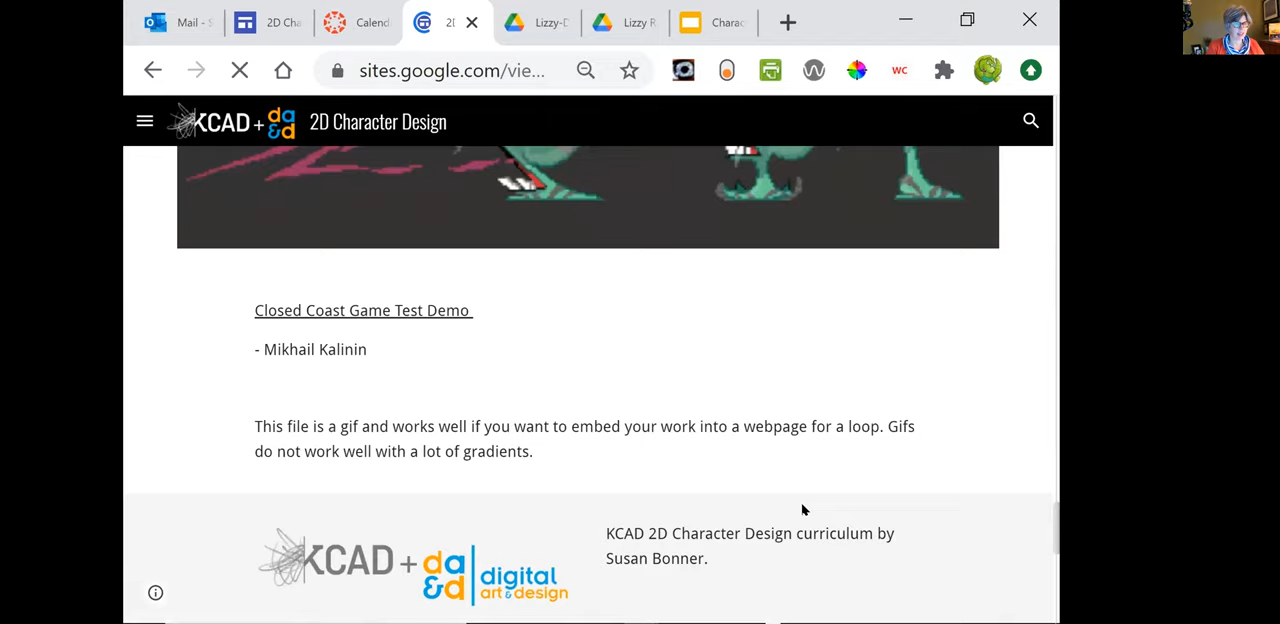 Mail - S
2D Cha
Calend
2D
Lizzy-D
Lizzy R
Charac
sites.google.com/vie...
WC
KCAD + da &d
2D Character Design
Closed Coast Game Test Demo
- Mikhail Kalinin
This file is a gif and works well if you want to embed your work into a webpage for a loop. Gifs
do not work well with a lot of gradients.
KCAD + da &d digital art & design
KCAD 2D Character Design curriculum by
Susan Bonner.